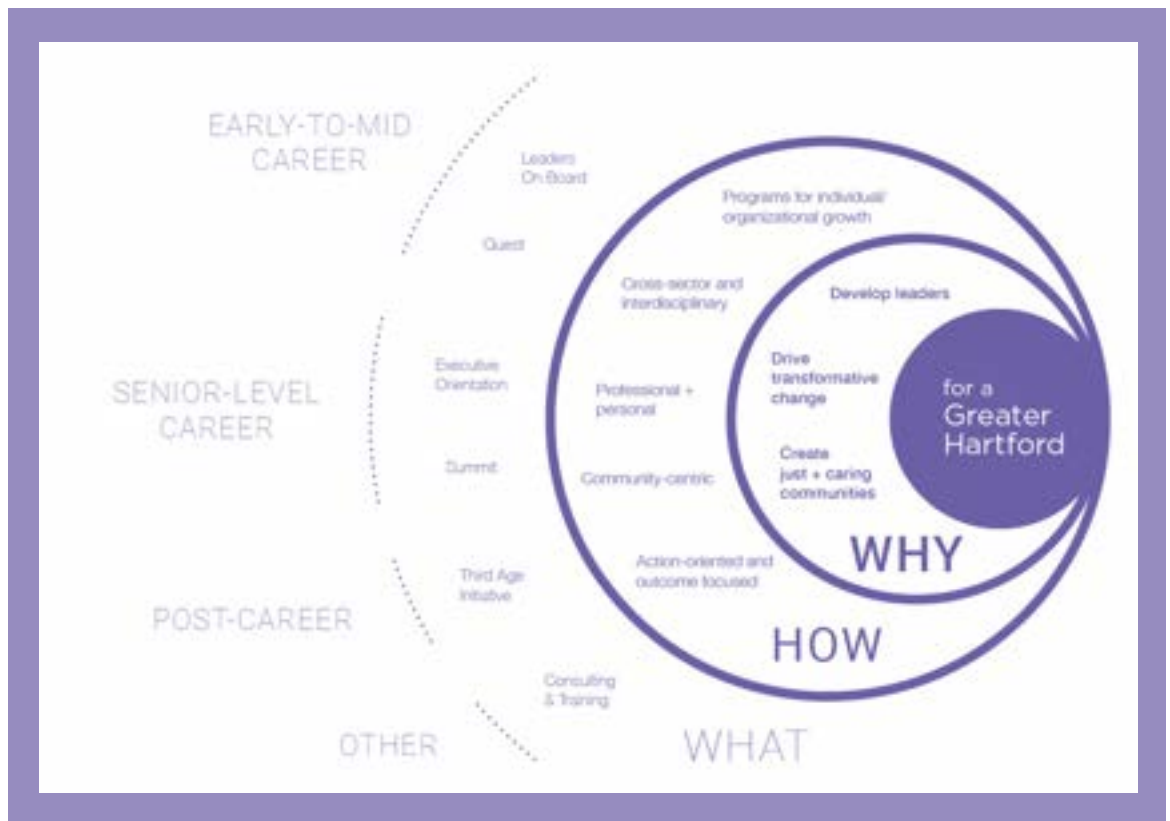 EARLY-TO-MID
CAREER
SENIOR-LEVEL
CAREER
POST-CAREER
OTHER
Leaders
On Board
Quest
Executive
Orientation
Summit
Third Age
Initiative
Consulting
& Training
WHAT
Programs for individual/
organizational growth
Cross-sector and
interdisciplinary
Professional +
personal
Community-centric
Action-oriented and
outcome focused
HOW
Develop leaders
Drive
transformative
change
Create
just + caring
communities
WHY
for a
Greater
Hartford